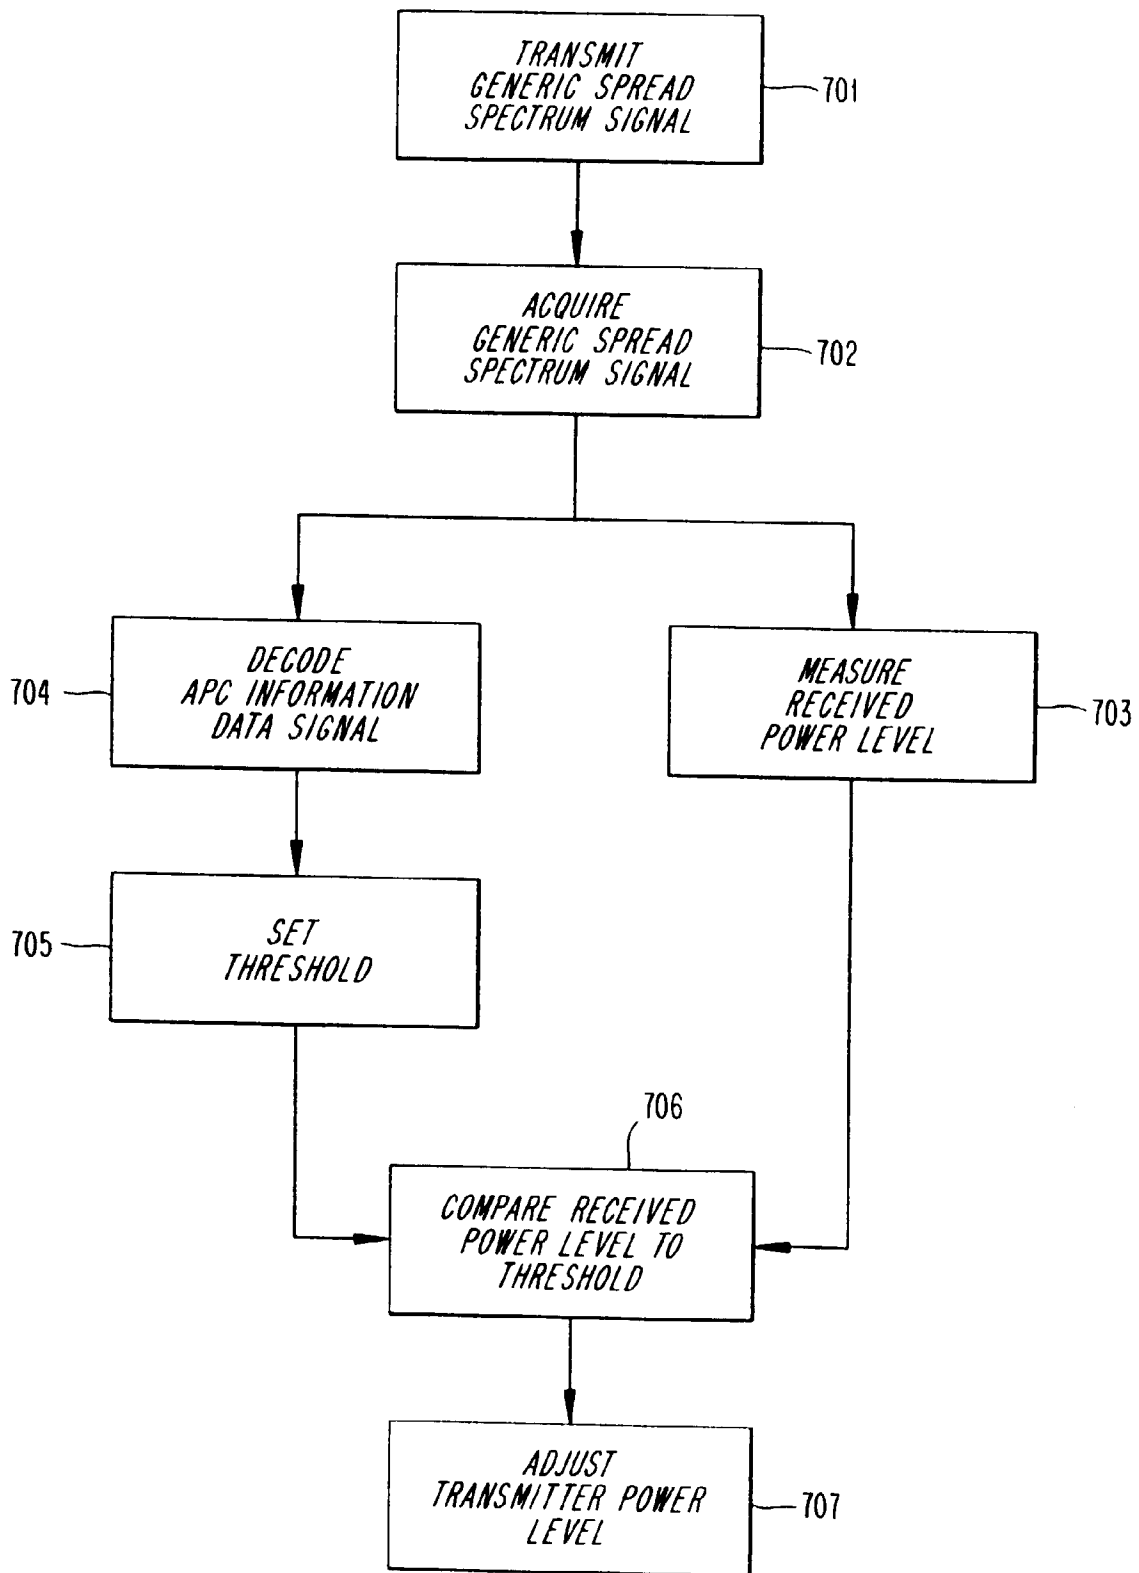 TRANSMIT
GENERIC SPREAD
SPECTRUM SIGNAL
701
ACQUIRE
GENERIC SPREAD
SPECTRUM SIGNAL
702
DECODE
APC INFORMATION
DATA SIGNAL
704
MEASURE
RECEIVED
POWER LEVEL
703
SET
THRESHOLD
705
706
COMPARE RECEIVED
POWER LEVEL TO
THRESHOLD
ADJUST
TRANSMITTER POWER
LEVEL
707